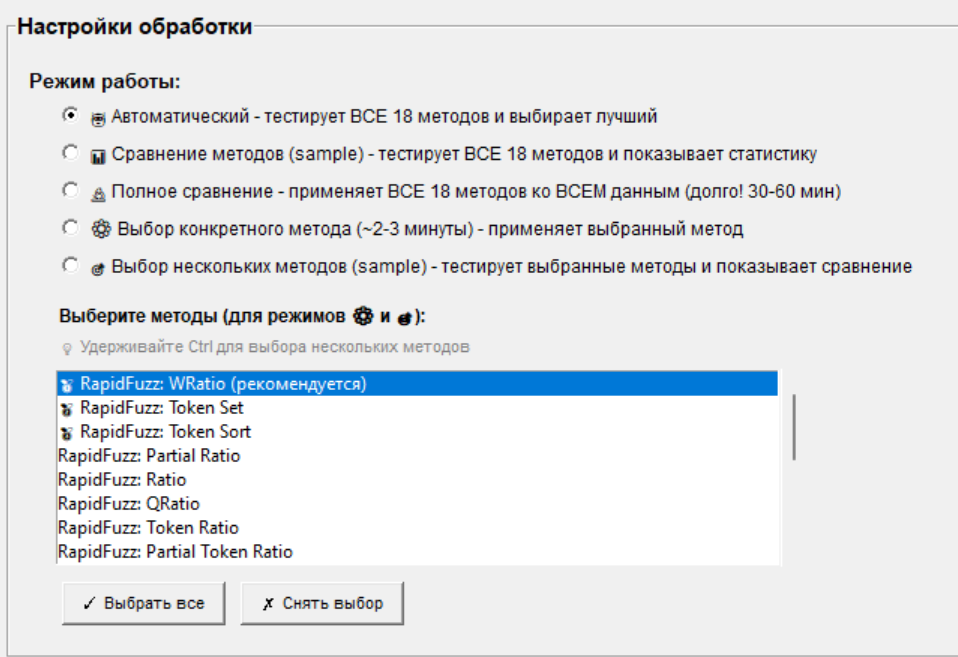 Настройки обработки
Режим работы:
Автоматический - тестирует ВСЕ 18 методов и выбирает лучший
Сравнение методов (sample) - тестирует ВСЕ 18 методов и показывает статистику
Полное сравнение - применяет ВСЕ 18 методов ко ВСЕМ данным (долго! 30-60 мин)
Выбор конкретного метода (~2-3 минуты) - применяет выбранный метод
Выбор нескольких методов (sample) - тестирует выбранные методы и показывает сравнение
Выберите методы (для режимов и ):
Удерживайте Ctrl для выбора нескольких методов
RapidFuzz: WRatio (рекомендуется)
RapidFuzz: Token Set
RapidFuzz: Token Sort
RapidFuzz: Partial Ratio
RapidFuzz: Ratio
RapidFuzz: QRatio
RapidFuzz: Token Ratio
RapidFuzz: Partial Token Ratio
✓ Выбрать все
✗ Снять выбор